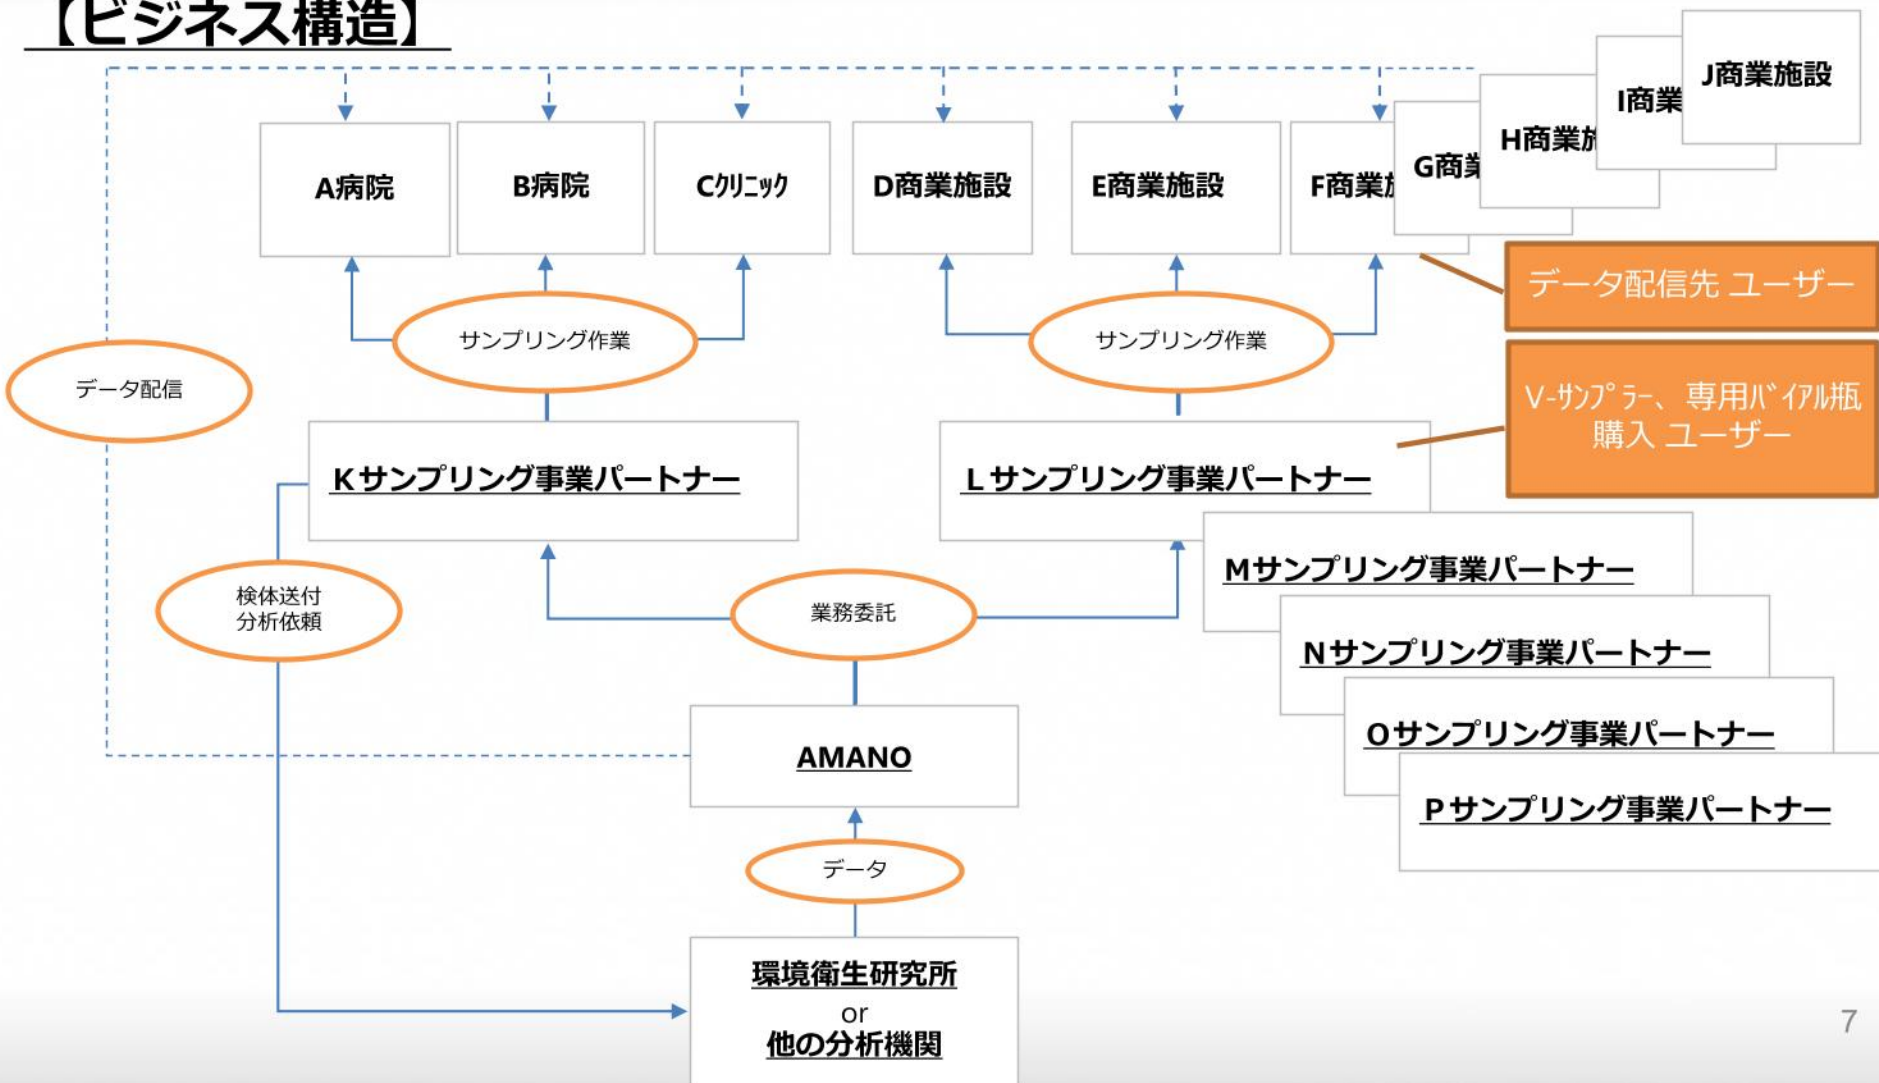 【ビジネス構造】
J商業施設
I商業
H商業施
G商業
A病院
B病院
Cｸﾘﾆｯｸ
D商業施設
E商業施設
F商業施
データ配信先 ユーザー
サンプリング作業
サンプリング作業
データ配信
V-ｻﾝﾌﾟﾗｰ、専用ﾊﾞｲｱﾙ瓶
購入 ユーザー
Kサンプリング事業パートナー
Lサンプリング事業パートナー
Mサンプリング事業パートナー
検体送付
分析依頼
業務委託
Nサンプリング事業パートナー
Oサンプリング事業パートナー
AMANO
Pサンプリング事業パートナー
データ
環境衛生研究所
or
他の分析機関
7